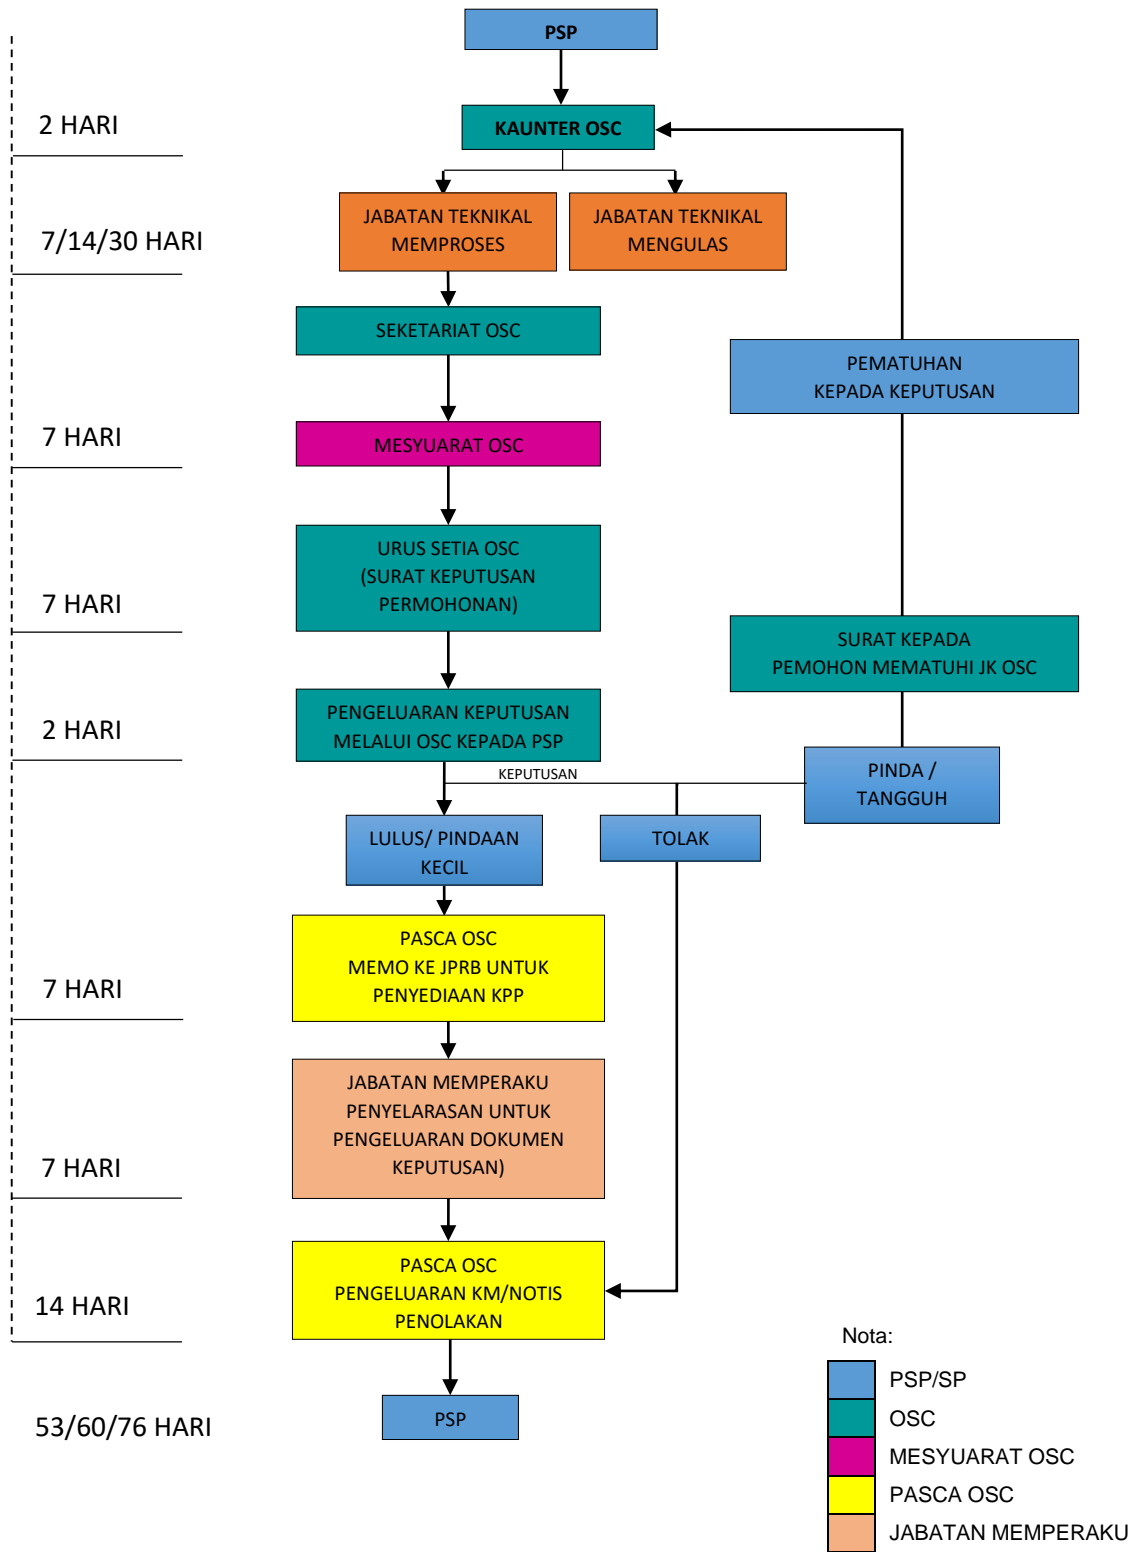 PSP
2 HARI
KAUNTER OSC
7/14/30 HARI
JABATAN TEKNIKAL
MEMPROSES
JABATAN TEKNIKAL
MENGULAS
SEKETARIAT OSC
PEMATUHAN
KEPADA KEPUTUSAN
7 HARI
MESYUARAT OSC
URUS SETIA OSC
(SURAT KEPUTUSAN
PERMOHONAN)
7 HARI
SURAT KEPADA
PEMOHON MEMATUHI JK OSC
2 HARI
PENGELUARAN KEPUTUSAN
MELALUI OSC KEPADA PSP
KEPUTUSAN
PINDA /
TANGGUH
LULUS/ PINDAAN
KECIL
TOLAK
7 HARI
PASCA OSC
MEMO KE JPRB UNTUK
PENYEDIAAN KPP
7 HARI
JABATAN MEMPERAKU
PENYELARASAN UNTUK
PENGELUARAN DOKUMEN
KEPUTUSAN)
14 HARI
PASCA OSC
PENGELUARAN KM/NOTIS
PENOLAKAN
53/60/76 HARI
PSP
Nota:
PSP/SP
OSC
MESYUARAT OSC
PASCA OSC
JABATAN MEMPERAKU